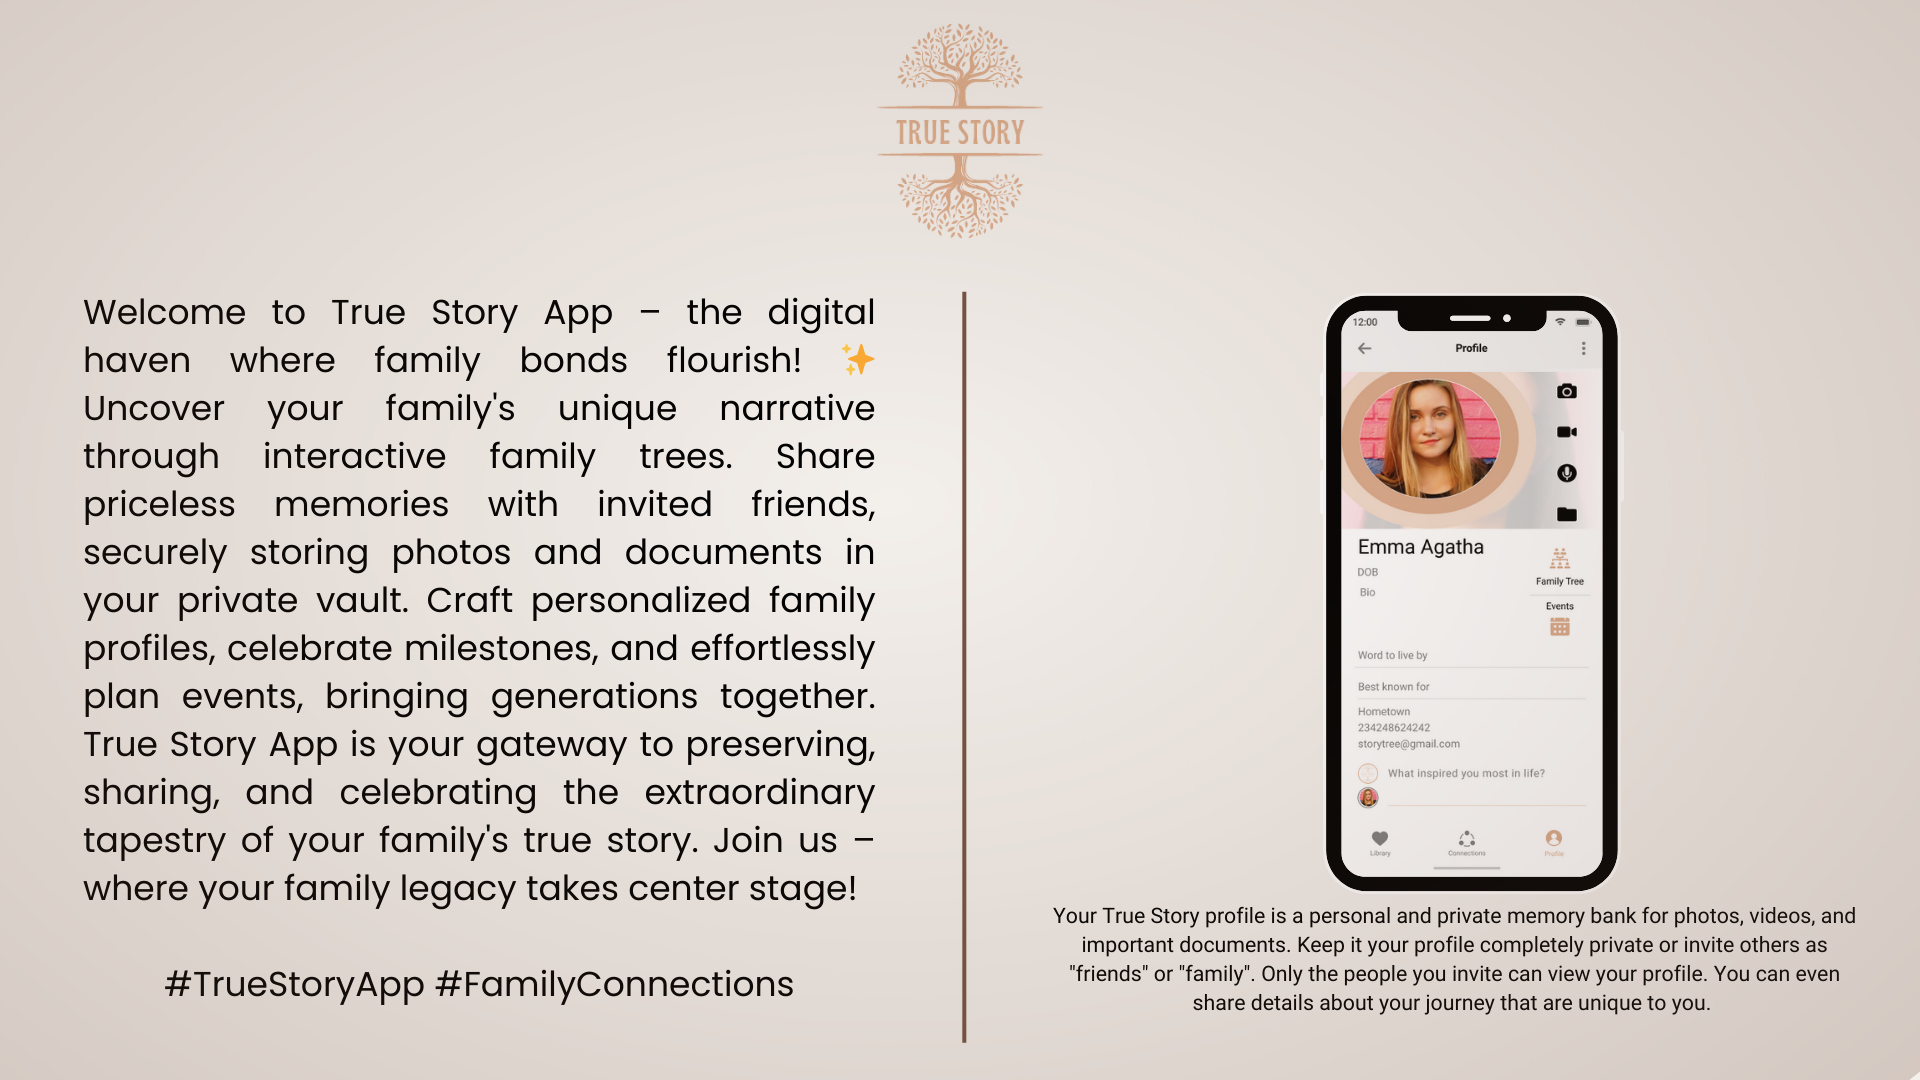 TRUE STORY
Welcome to True Story App – the digital
haven where family bonds flourish! ✨
Uncover your family's unique narrative
through interactive family trees. Share
priceless memories with invited friends,
securely storing photos and documents in
your private vault. Craft personalized family
profiles, celebrate milestones, and effortlessly
plan events, bringing generations together.
True Story App is your gateway to preserving,
sharing, and celebrating the extraordinary
tapestry of your family's true story. Join us –
where your family legacy takes center stage!
#TrueStoryApp #FamilyConnections
12:00
Profile
Emma Agatha
DOB
Bio
Family Tree
Events
Word to live by
Best known for
Hometown
234248624242
storytree@gmail.com
What inspired you most in life?
Library
Connections
Profile
Your True Story profile is a personal and private memory bank for photos, videos, and
important documents. Keep it your profile completely private or invite others as
"friends" or "family". Only the people you invite can view your profile. You can even
share details about your journey that are unique to you.